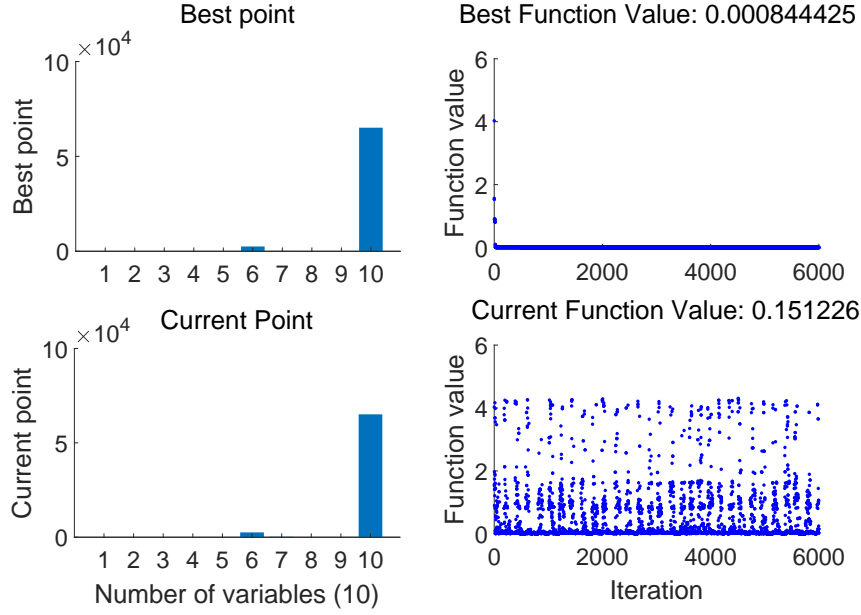 Best point
×10^4
10
5
0
Best point
1 2 3 4 5 6 7 8 9 10
Best Function Value: 0.000844425
6
4
2
0
Function value
0 2000 4000 6000
Current Point
×10^4
10
5
0
Current point
1 2 3 4 5 6 7 8 9 10
Number of variables (10)
Current Function Value: 0.151226
6
4
2
0
Function value
0 2000 4000 6000
Iteration